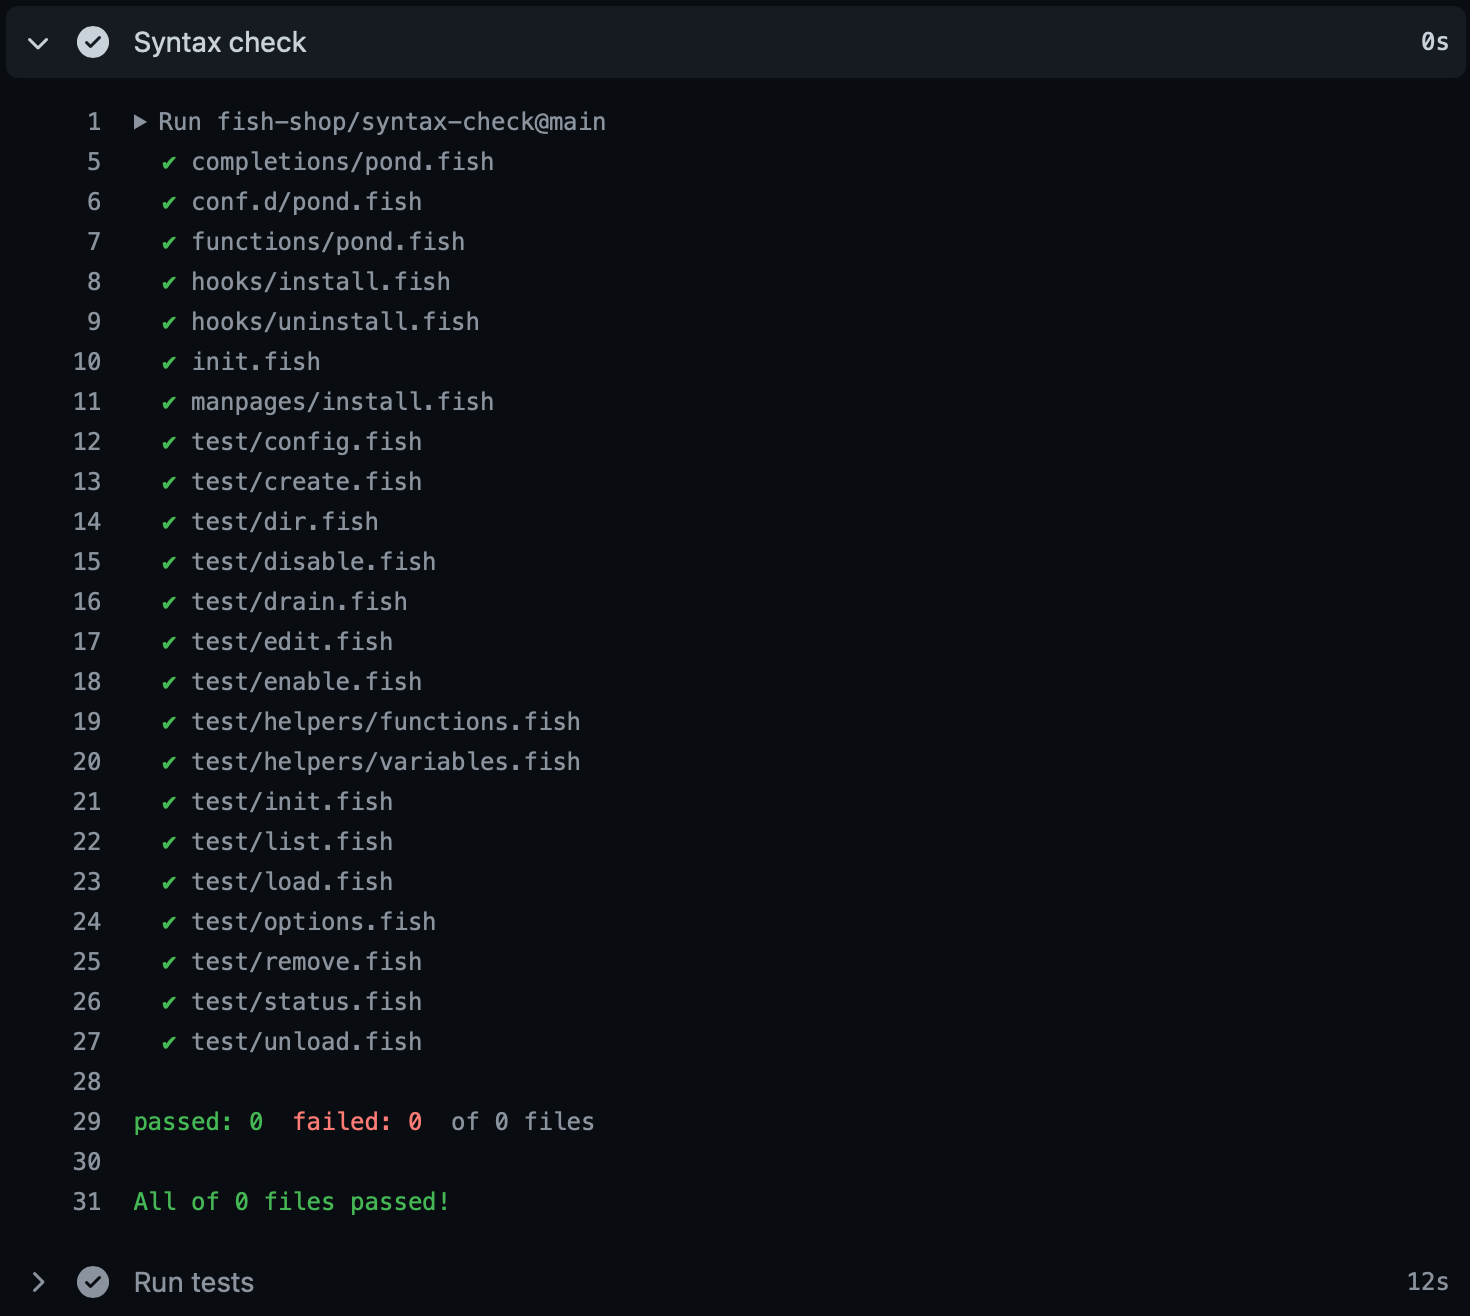 Syntax check 0s
1 Run fish-shop/syntax-check@main
5 ✔ completions/pond.fish
6 ✔ conf.d/pond.fish
7 ✔ functions/pond.fish
8 ✔ hooks/install.fish
9 ✔ hooks/uninstall.fish
10 ✔ init.fish
11 ✔ manpages/install.fish
12 ✔ test/config.fish
13 ✔ test/create.fish
14 ✔ test/dir.fish
15 ✔ test/disable.fish
16 ✔ test/drain.fish
17 ✔ test/edit.fish
18 ✔ test/enable.fish
19 ✔ test/helpers/functions.fish
20 ✔ test/helpers/variables.fish
21 ✔ test/init.fish
22 ✔ test/list.fish
23 ✔ test/load.fish
24 ✔ test/options.fish
25 ✔ test/remove.fish
26 ✔ test/status.fish
27 ✔ test/unload.fish
28
29 passed: 0 failed: 0 of 0 files
30
31 All of 0 files passed!
Run tests 12s